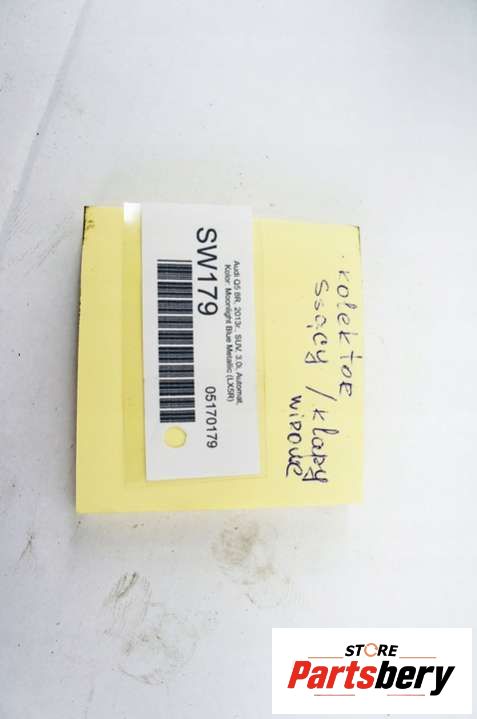 Audi Q5 8R, 2013r., SUV, 3.0i, Automat,
Kolor: Moonlight Blue Metallic (LX5R)
SW179
05170179
kolektor
ssący / klapy
wirowe
STORE
Partsbery